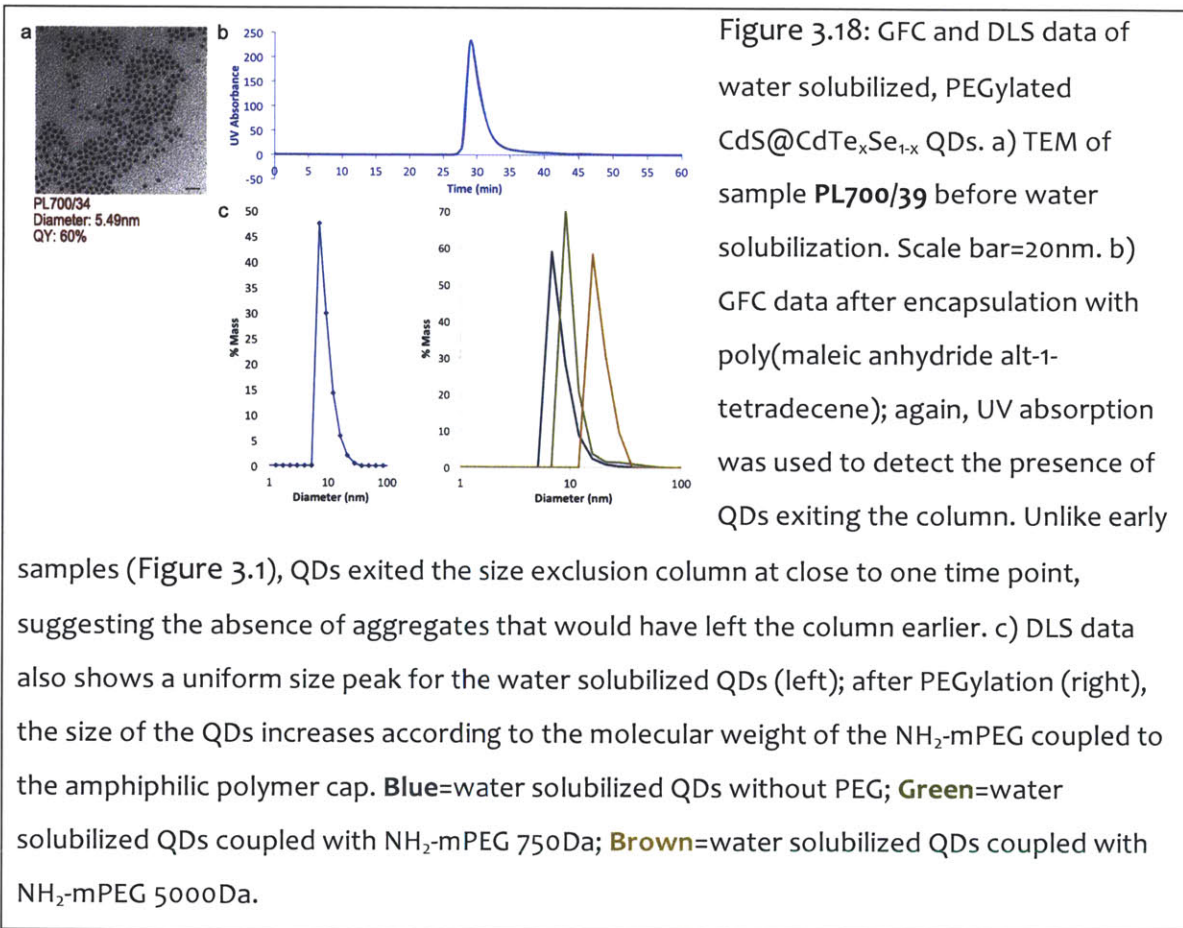 a
PL700/34
Diameter: 5.49nm
QY: 60%
b
250
200
150
100
50
0
-50
UV Absorbance
0 5 10 15 20 25 30 35 40 45 50 55 60
Time (min)
c
50
45
40
35
30
25
20
15
10
5
0
% Mass
1 10 100
Diameter (nm)
70
60
50
40
30
20
10
0
% Mass
1 10 100
Diameter (nm)
Figure 3.18: GFC and DLS data of
water solubilized, PEGylated
CdS@CdTeₓSe₁₋ₓ QDs. a) TEM of
sample PL700/39 before water
solubilization. Scale bar=20nm. b)
GFC data after encapsulation with
poly(maleic anhydride alt-1-
tetradecene); again, UV absorption
was used to detect the presence of
QDs exiting the column. Unlike early
samples (Figure 3.1), QDs exited the size exclusion column at close to one time point,
suggesting the absence of aggregates that would have left the column earlier. c) DLS data
also shows a uniform size peak for the water solubilized QDs (left); after PEGylation (right),
the size of the QDs increases according to the molecular weight of the NH₂-mPEG coupled to
the amphiphilic polymer cap. Blue=water solubilized QDs without PEG; Green=water
solubilized QDs coupled with NH₂-mPEG 750Da; Brown=water solubilized QDs coupled with
NH₂-mPEG 5000Da.